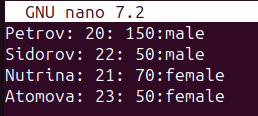 GNU nano 7.2
Petrov: 20: 150:male
Sidorov: 22: 50:male
Nutrina: 21: 70:female
Atomova: 23: 50:female